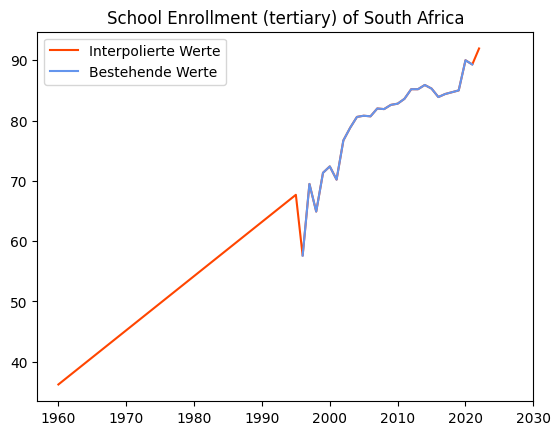 School Enrollment (tertiary) of South Africa
Interpolierte Werte
Bestehende Werte
90
80
70
60
50
40
1960 1970 1980 1990 2000 2010 2020 2030